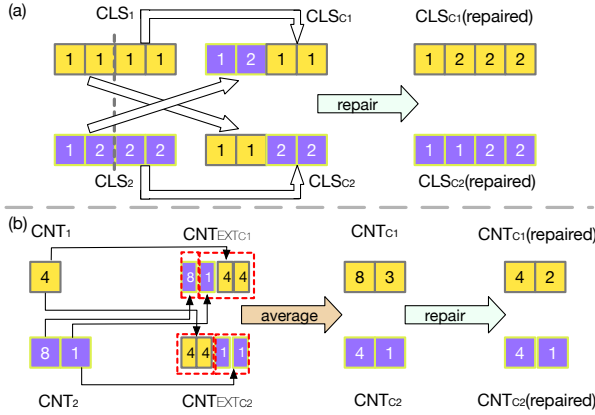 (a) CLS1 CLSC1 CLSC1(repaired)
1 1 1 1 1 2 1 1 1 2 2 2
repair
1 2 2 2 1 1 2 2 1 1 2 2
CLS2 CLSC2 CLSC2(repaired)
(b) CNT1 CNTEXTC1 CNTC1 CNTC1(repaired)
4 8 1 4 4 8 3 4 2
average repair
8 1 4 4 1 1 4 1 4 1
CNT2 CNTEXTC2 CNTC2 CNTC2(repaired)